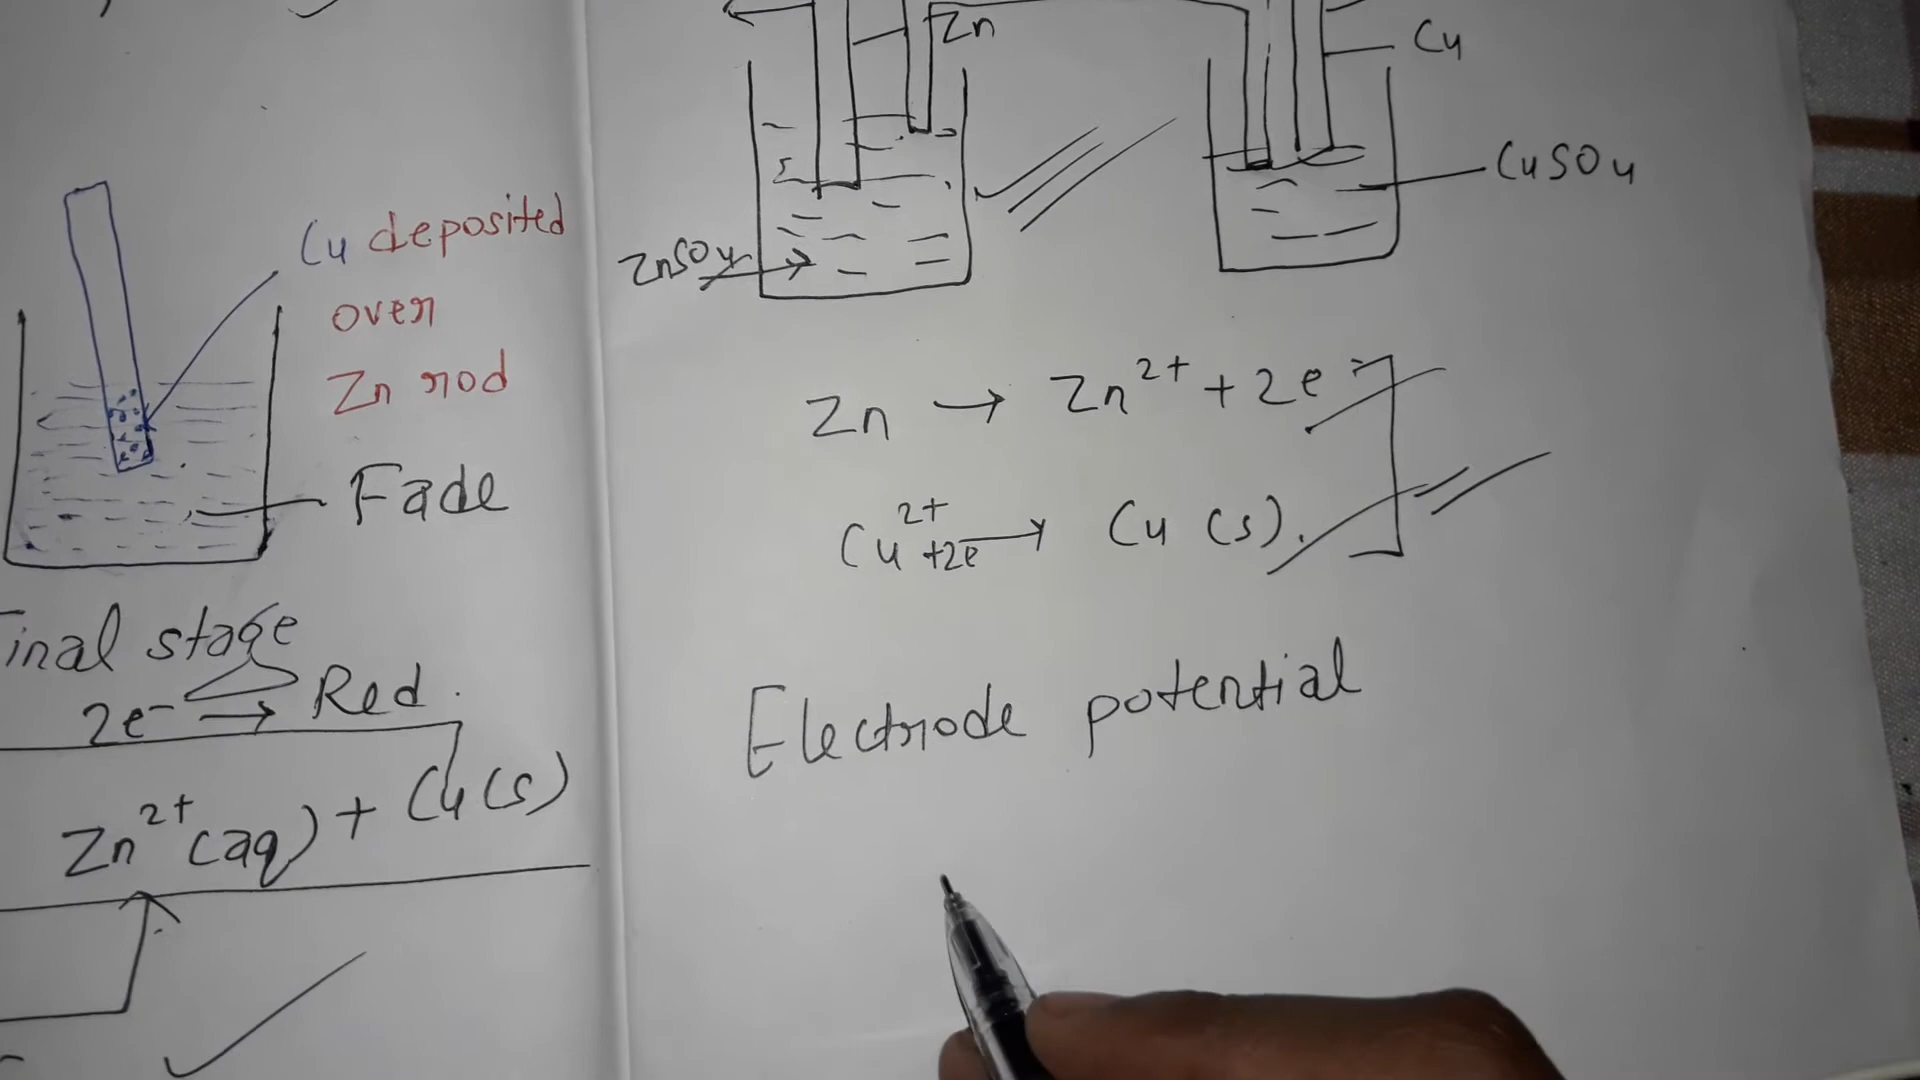 Cu deposited
over
Zn rod
Fade
Final stage
2e⁻ → Red.
Zn²⁺(aq) + Cu(s)
Zn
Cu
CuSO₄
ZnSO₄
Zn → Zn²⁺ + 2e⁻
Cu²⁺ +2e → Cu (s).
Electrode potential